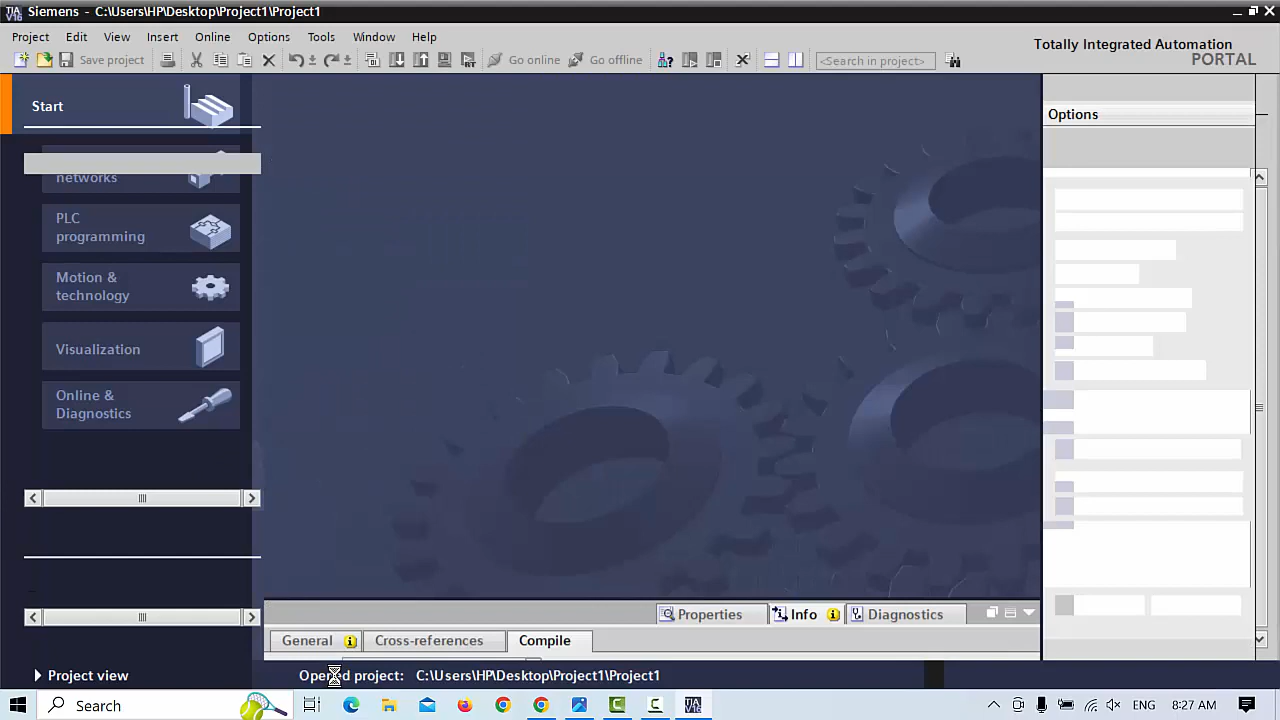 Siemens - C:\Users\HP\Desktop\Project1\Project1
Project Edit View Insert Online Options Tools Window Help
Totally Integrated Automation
PORTAL
Save project
Go online
Go offline
<Search in project>
Start
networks
PLC
programming
Motion &
technology
Visualization
Online &
Diagnostics
Options
Properties
Info
Diagnostics
General
Cross-references
Compile
Project view
Opened project: C:\Users\HP\Desktop\Project1\Project1
Search
ENG
8:27 AM